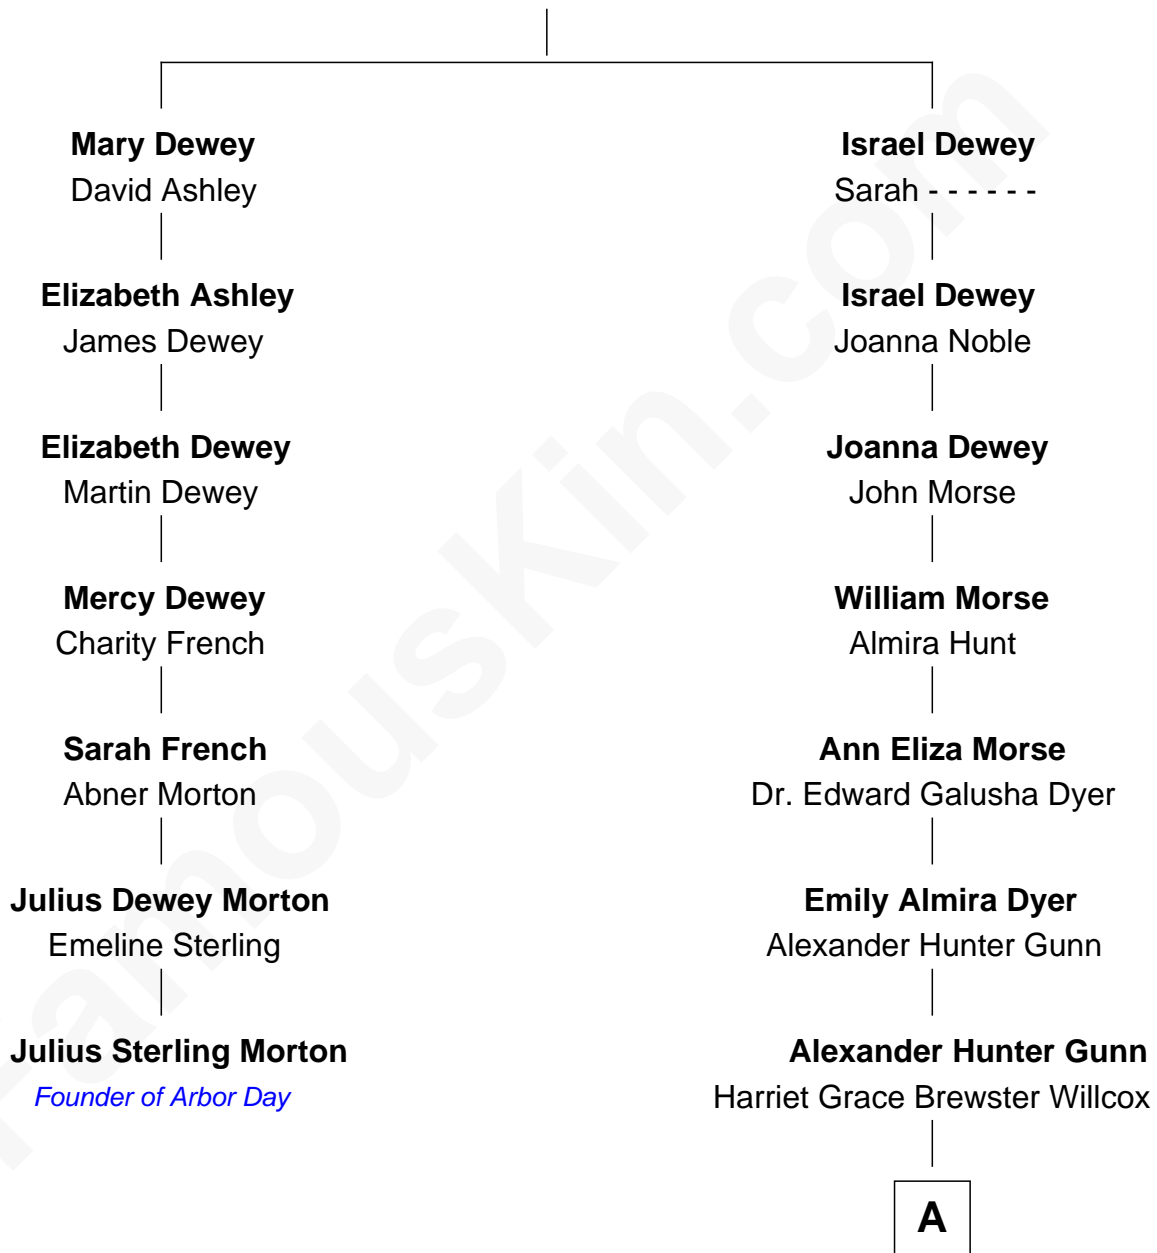 Mary Dewey
David Ashley
Elizabeth Ashley
James Dewey
Elizabeth Dewey
Martin Dewey
Mercy Dewey
Charity French
Sarah French
Abner Morton
Julius Dewey Morton
Emeline Sterling
Julius Sterling Morton
Founder of Arbor Day
Israel Dewey
Sarah - - - - - -
Israel Dewey
Joanna Noble
Joanna Dewey
John Morse
William Morse
Almira Hunt
Ann Eliza Morse
Dr. Edward Galusha Dyer
Emily Almira Dyer
Alexander Hunter Gunn
Alexander Hunter Gunn
Harriet Grace Brewster Willcox
A
FamousKin.com